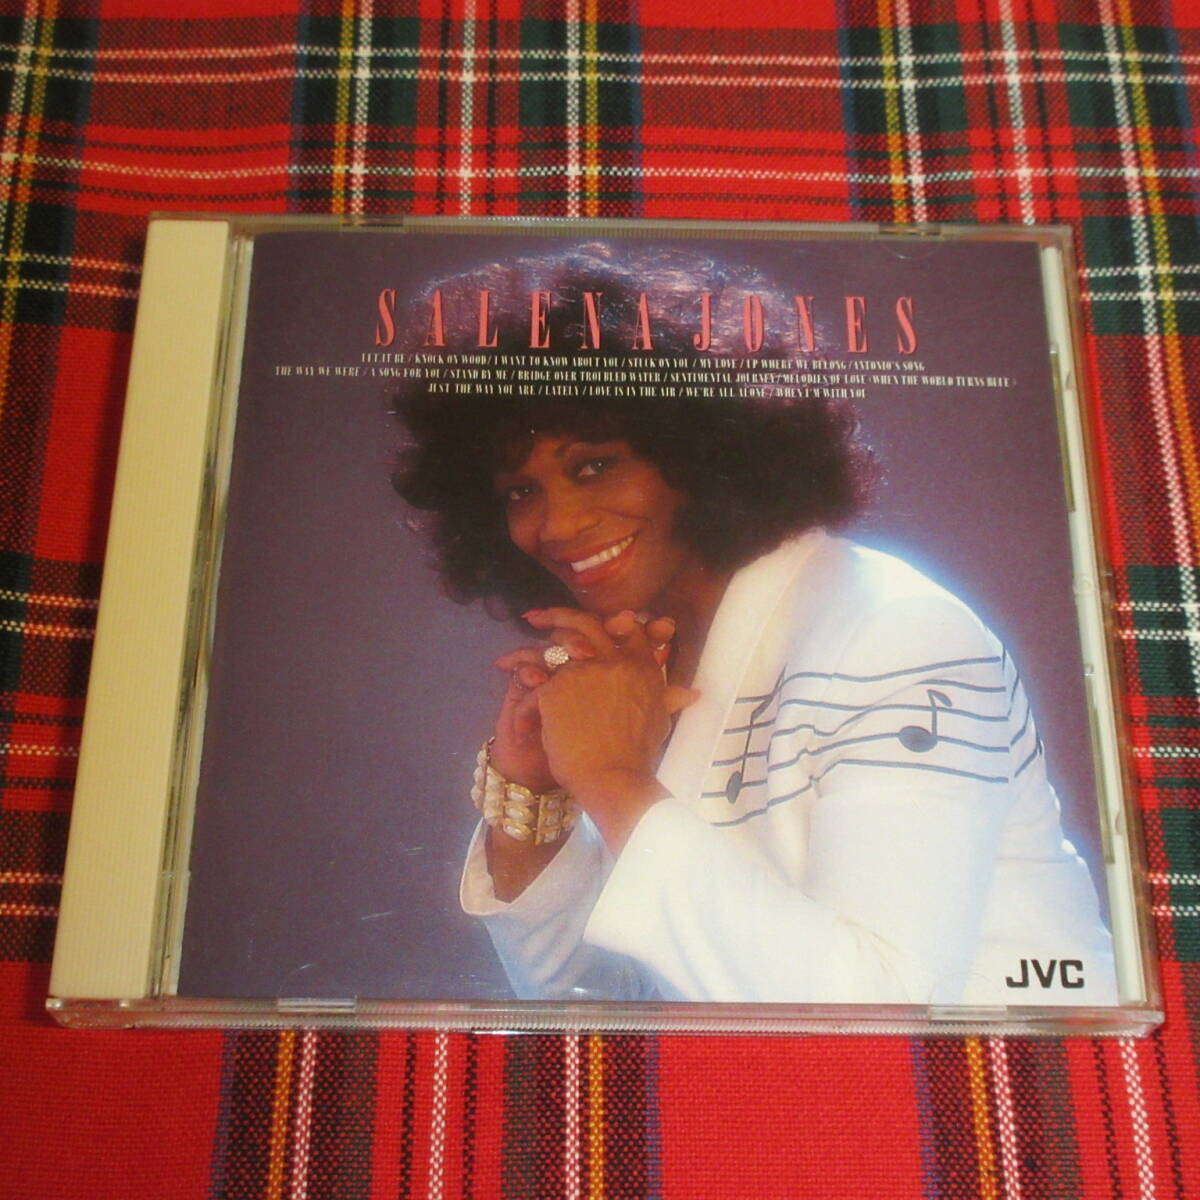 SALENA JONES
LET IT BE / KNOCK ON WOOD / I WANT TO KNOW ABOUT YOU / STUCK ON YOU / MY LOVE / UP WHERE WE BELONG / ANTONIO'S SONG
THE WAY WE WERE / A SONG FOR YOU / STAND BY ME / BRIDGE OVER TROUBLED WATER / SENTIMENTAL JOURNEY / MELODIES OF LOVE <WHEN THE WORLD TURNS BLUE>
JUST THE WAY YOU ARE / LATELY / LOVE IS IN THE AIR / WE'RE ALL ALONE / WHEN I'M WITH YOU
JVC